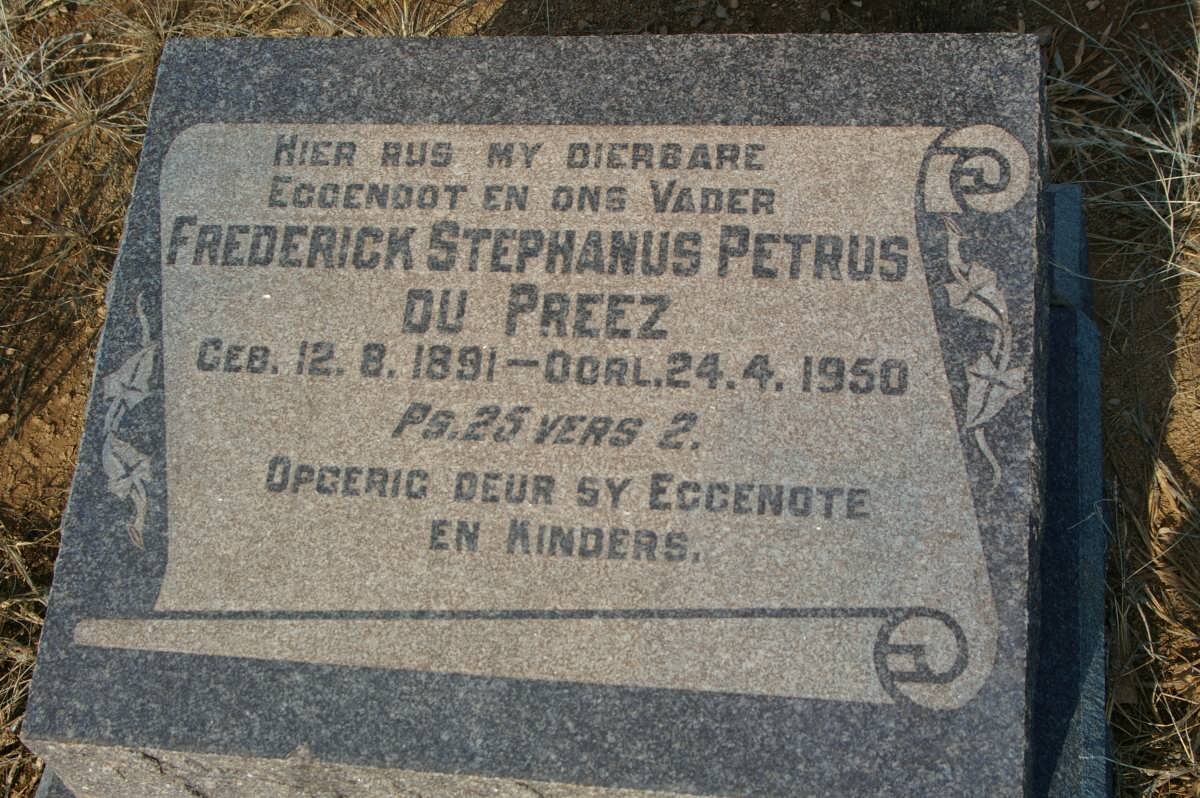 HIER RUS MY DIERBARE
EGGENOOT EN ONS VADER
FREDERICK STEPHANUS PETRUS
DU PREEZ
GEB. 12. 8. 1891 — OORL. 24. 4. 1950
PS. 25 VERS 2.
OPGERIG DEUR SY EGGENOTE
EN KINDERS.